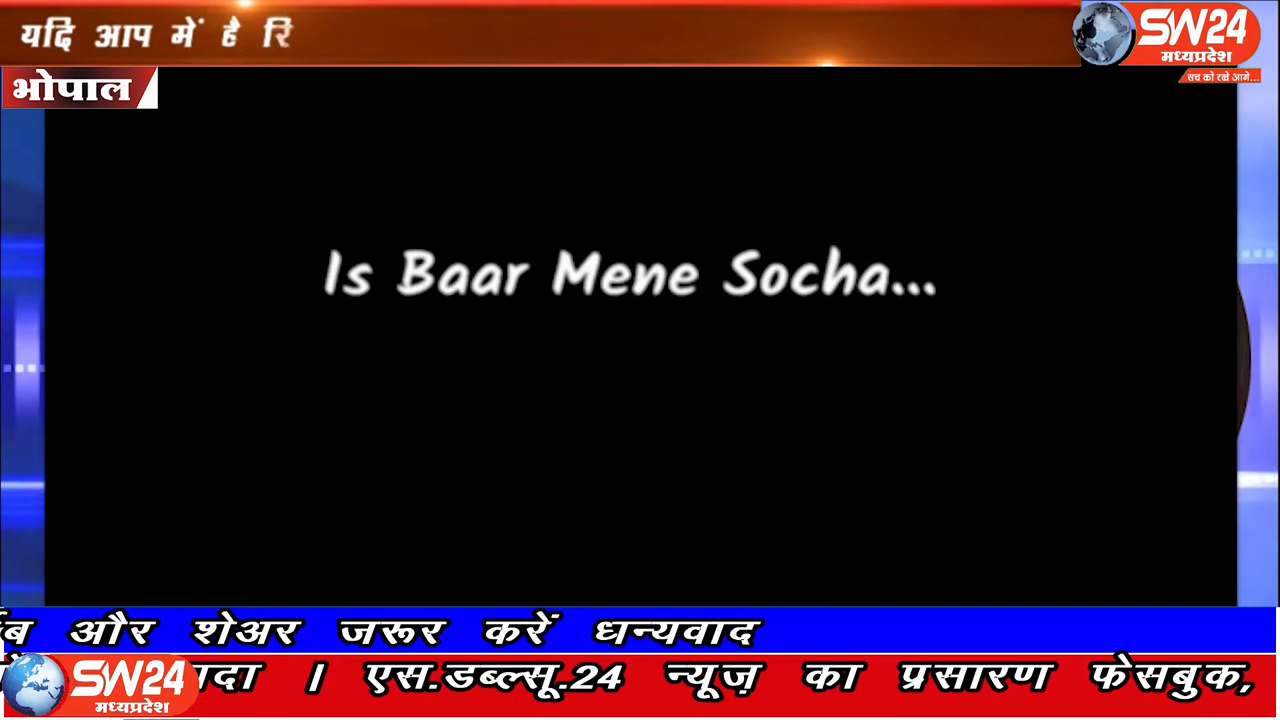 यदि आप में है रि
SW24
मध्यप्रदेश
सच को रखे आगे...
भोपाल
Is Baar Mene Socha...
और शेअर जरूर करें धन्यवाद
SW24
मध्यप्रदेश
। एस.डब्ल्सू.24 न्यूज़ का प्रसारण फेसबुक,